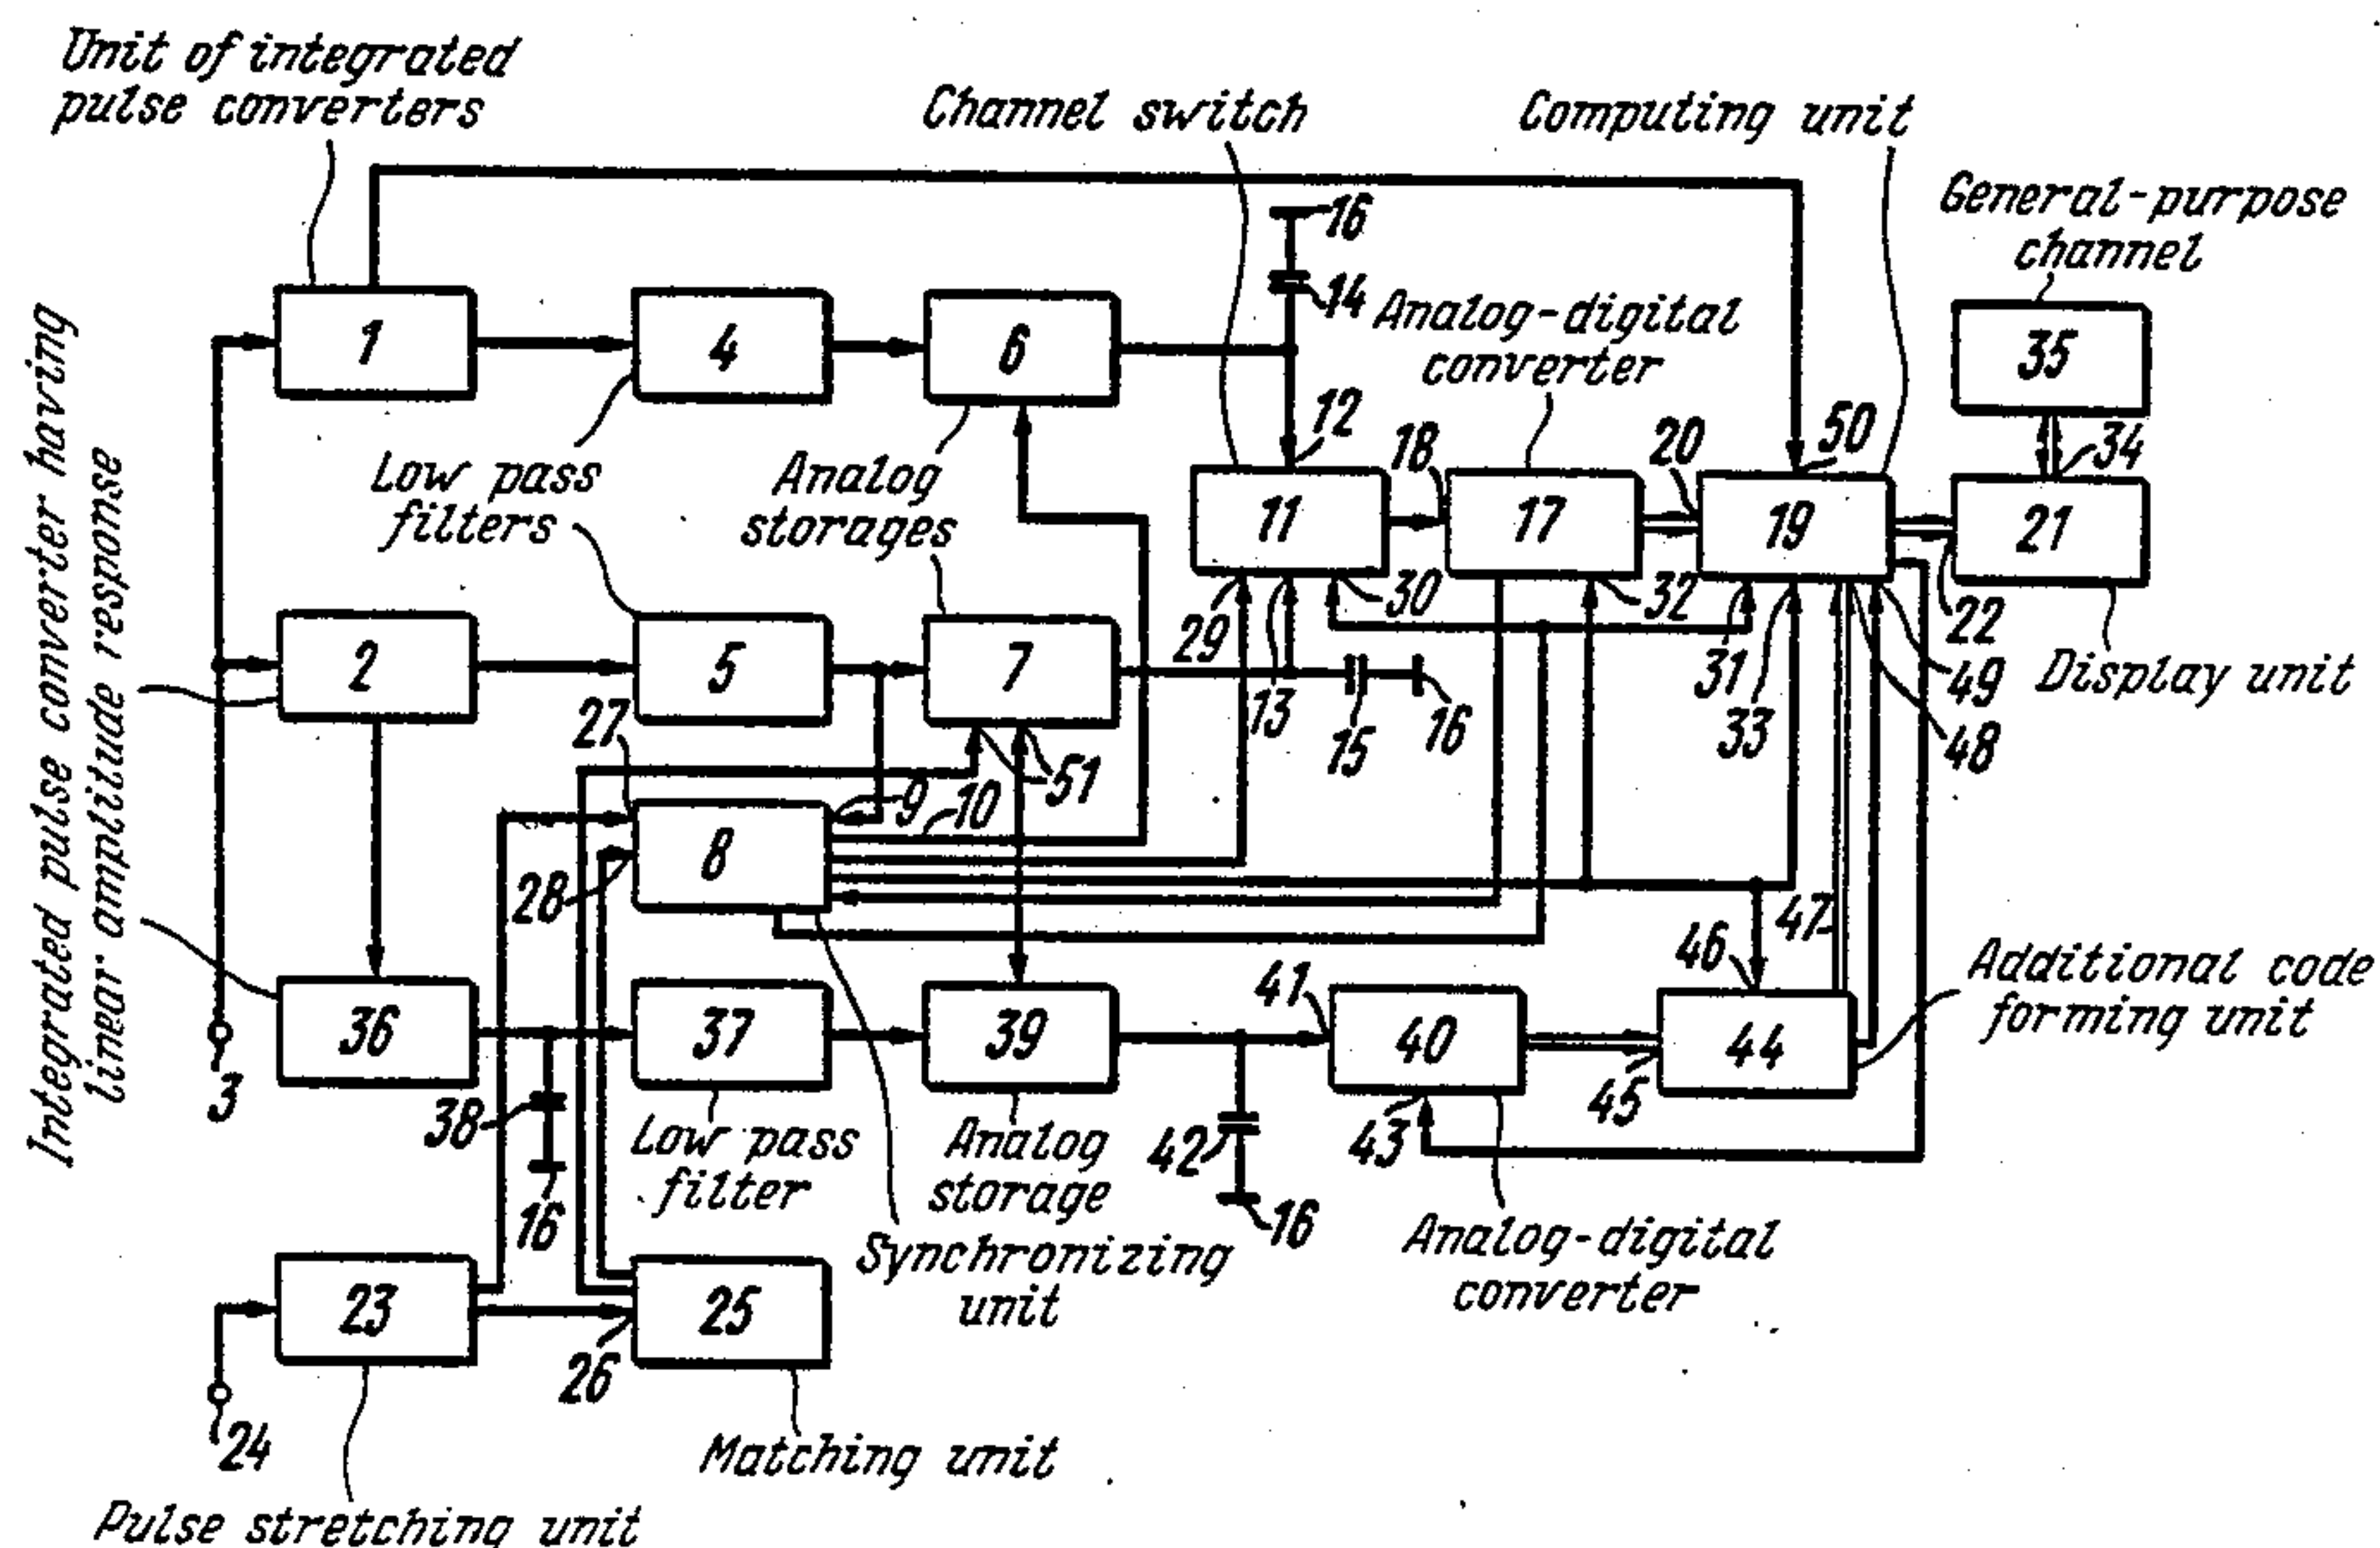 Unit of integrated
pulse converters
Channel switch
Computing unit
General-purpose
channel
16
14
Analog-digital
converter
1
4
6
35
12
18
20
50
34
Low pass
filters
Analog
storages
11
17
19
21
29
13
30
32
31
33
22
49
48
Display unit
Integrated pulse converter having
linear amplitude response
2
5
7
15
16
27
9
10
51
8
28
46
47
Additional code
forming unit
36
37
39
41
40
45
44
3
38
16
Low pass
filter
Analog
storage
42
16
43
Analog-digital
converter
Synchronizing
unit
23
25
26
24
Matching unit
Pulse stretching unit